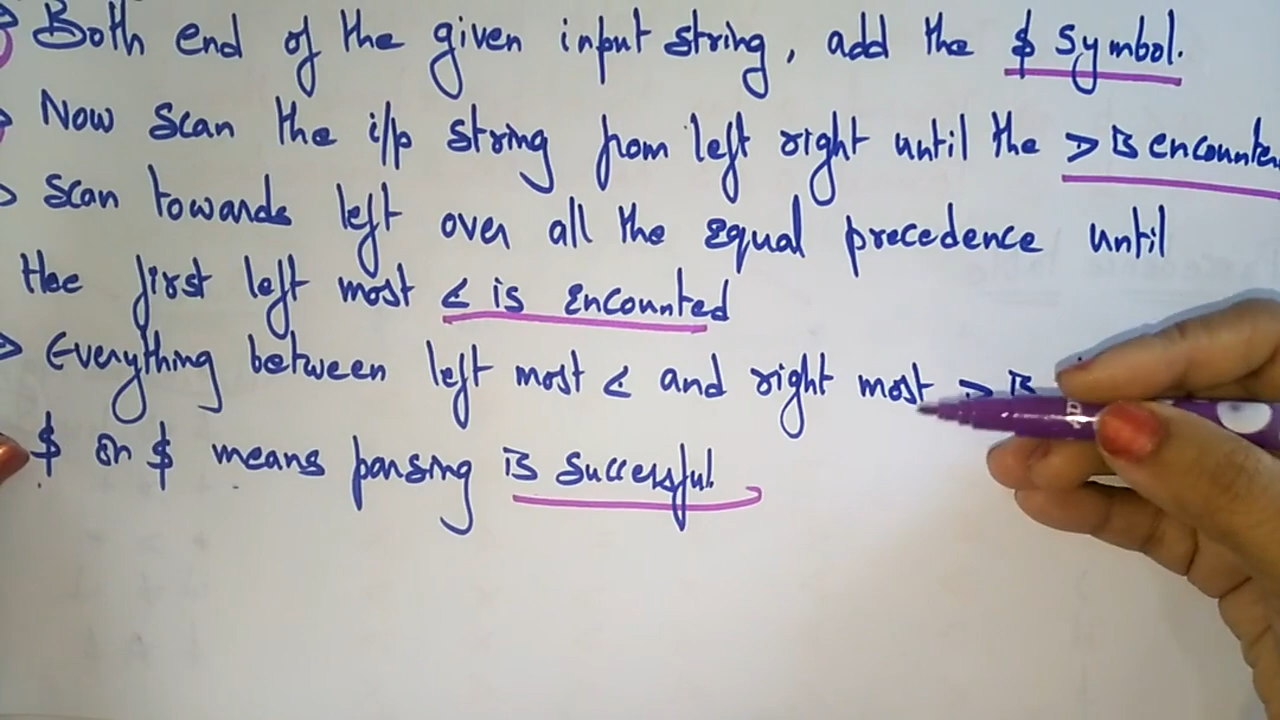 Both end of the given input string, add the $ symbol.
Now Scan the i/p string from left right until the > is encounte
Scan towards left over all the equal precedence until
the first left most < is encounted
Everything between left most < and right most > is
$ on $ means parsing is successful.